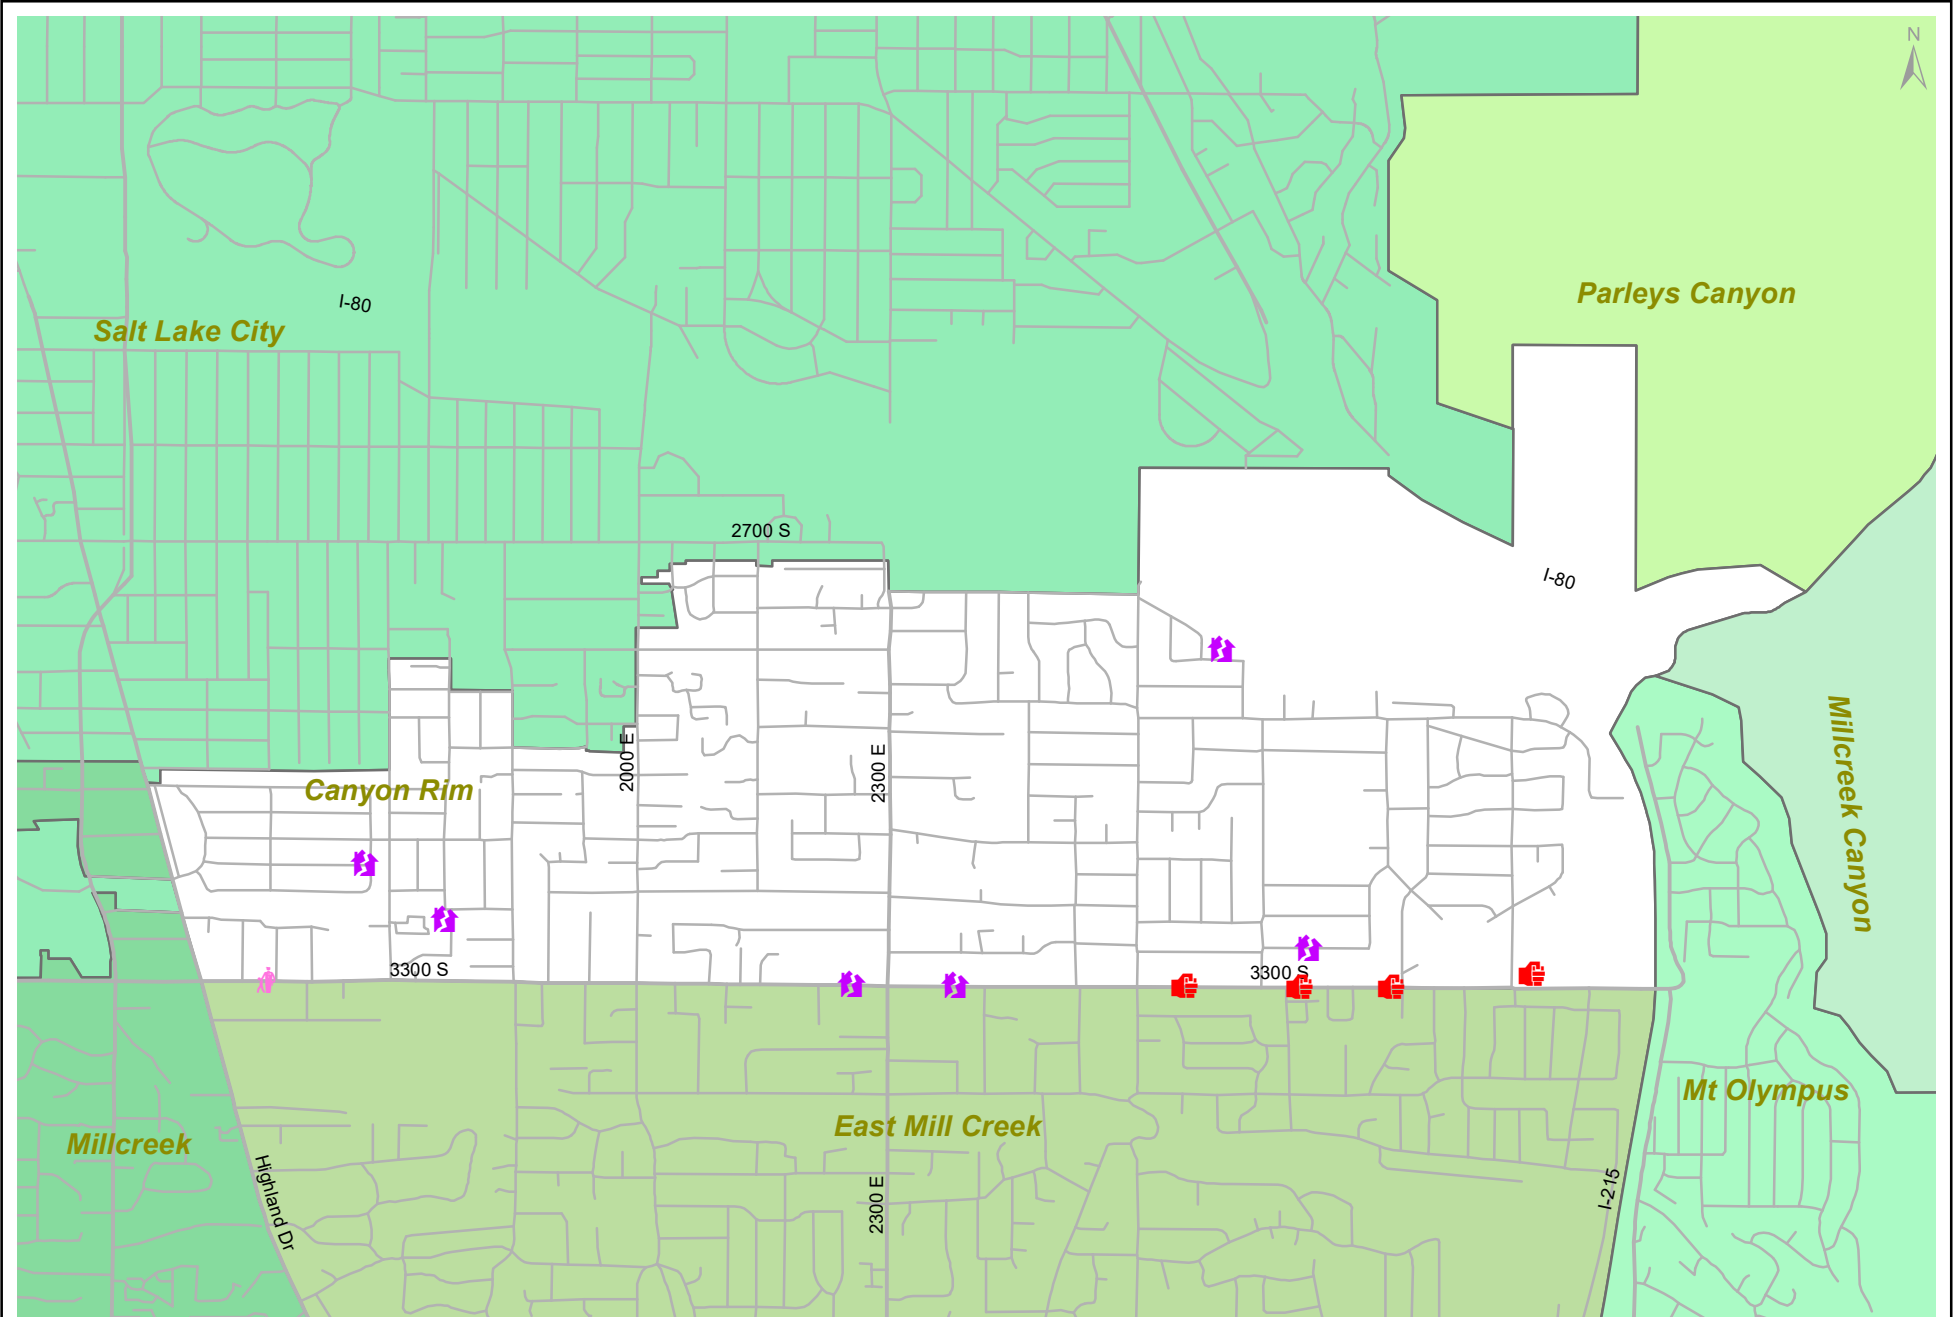 N
Parleys Canyon
I-80
Salt Lake City
2700 S
I-80
Millcreek Canyon
2000 E
2300 E
Canyon Rim
3300 S
3300 S
Mt Olympus
East Mill Creek
Millcreek
Highland Dr
2300 E
I-215